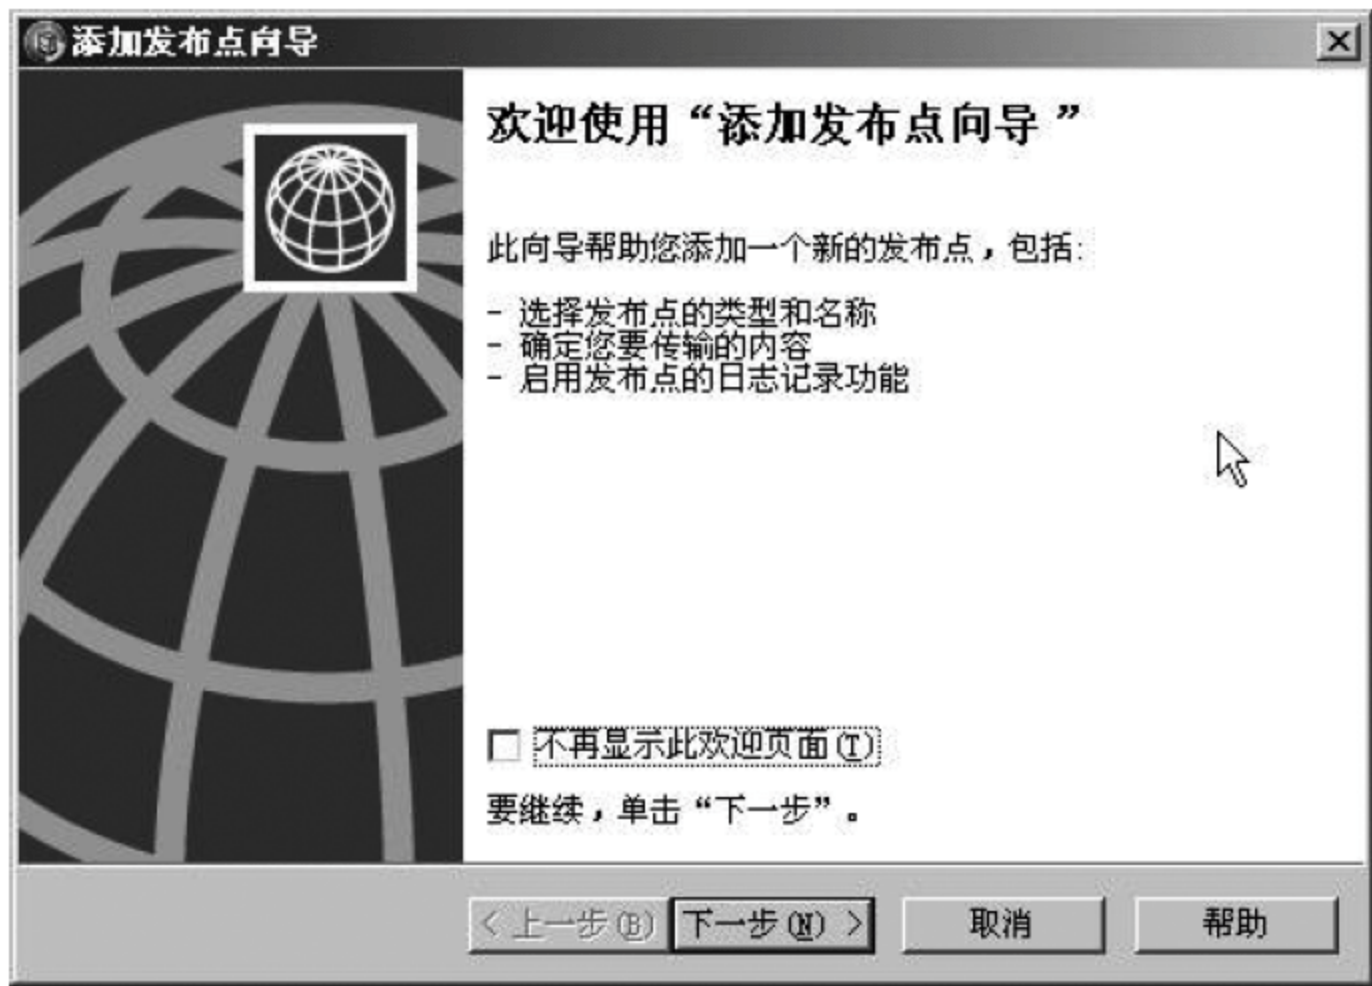 添加发布点向导
欢迎使用“添加发布点向导”
此向导帮助您添加一个新的发布点，包括:
- 选择发布点的类型和名称
- 确定您要传输的内容
- 启用发布点的日志记录功能
不再显示此欢迎页面(T)
要继续，单击“下一步”。
< 上一步(B)
下一步(N) >
取消
帮助